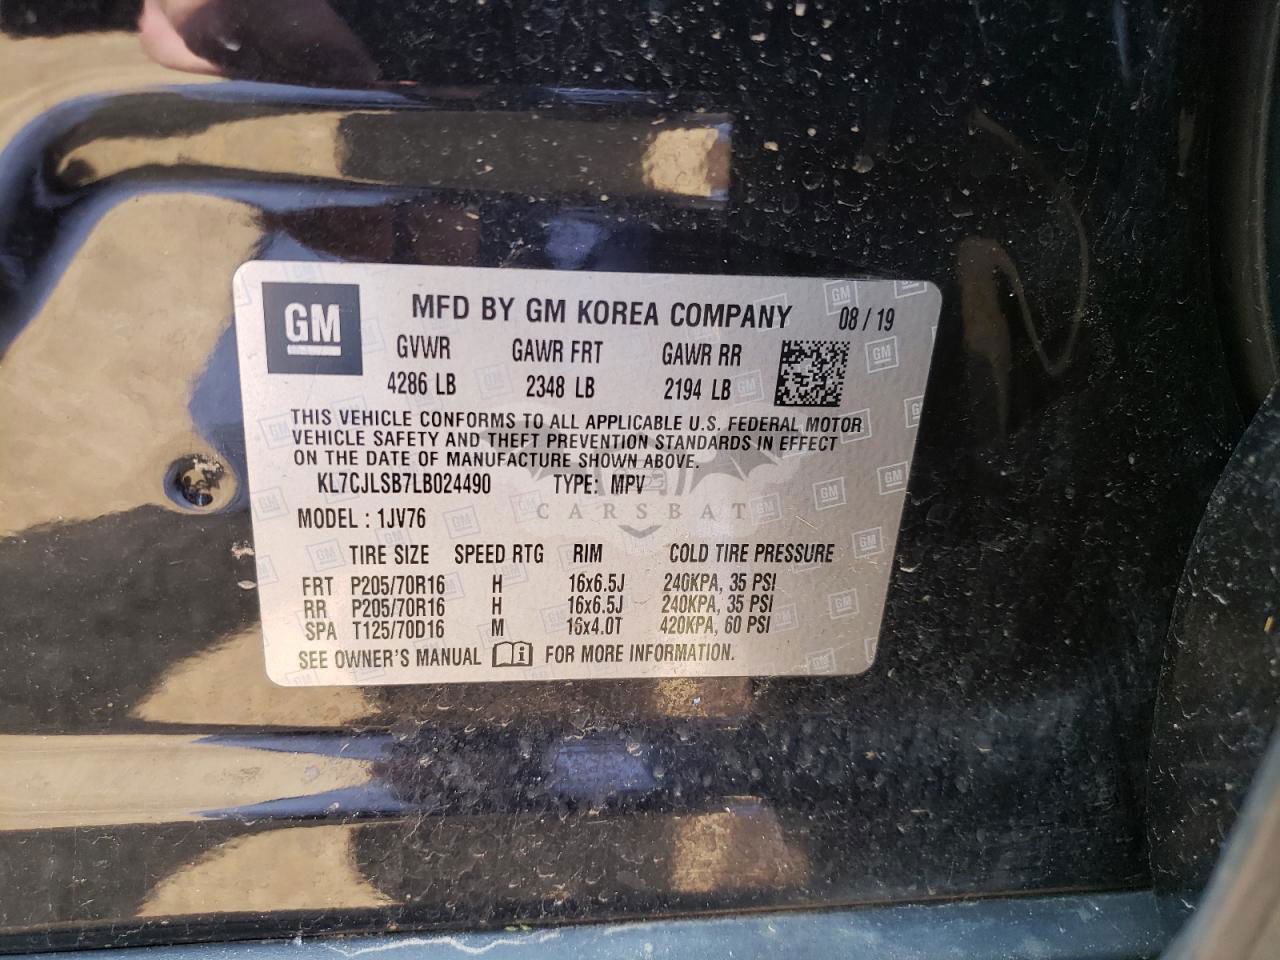 GM MFD BY GM KOREA COMPANY 08 / 19
GVWR GAWR FRT GAWR RR
4286 LB 2348 LB 2194 LB
THIS VEHICLE CONFORMS TO ALL APPLICABLE U.S. FEDERAL MOTOR
VEHICLE SAFETY AND THEFT PREVENTION STANDARDS IN EFFECT
ON THE DATE OF MANUFACTURE SHOWN ABOVE.
KL7CJLSB7LB024490 TYPE: MPV
CARSBAT
MODEL : 1JV76
TIRE SIZE SPEED RTG RIM COLD TIRE PRESSURE
FRT P205/70R16 H 16x6.5J 240KPA, 35 PSI
RR P205/70R16 H 16x6.5J 240KPA, 35 PSI
SPA T125/70D16 M 16x4.0T 420KPA, 60 PSI
SEE OWNER'S MANUAL FOR MORE INFORMATION.